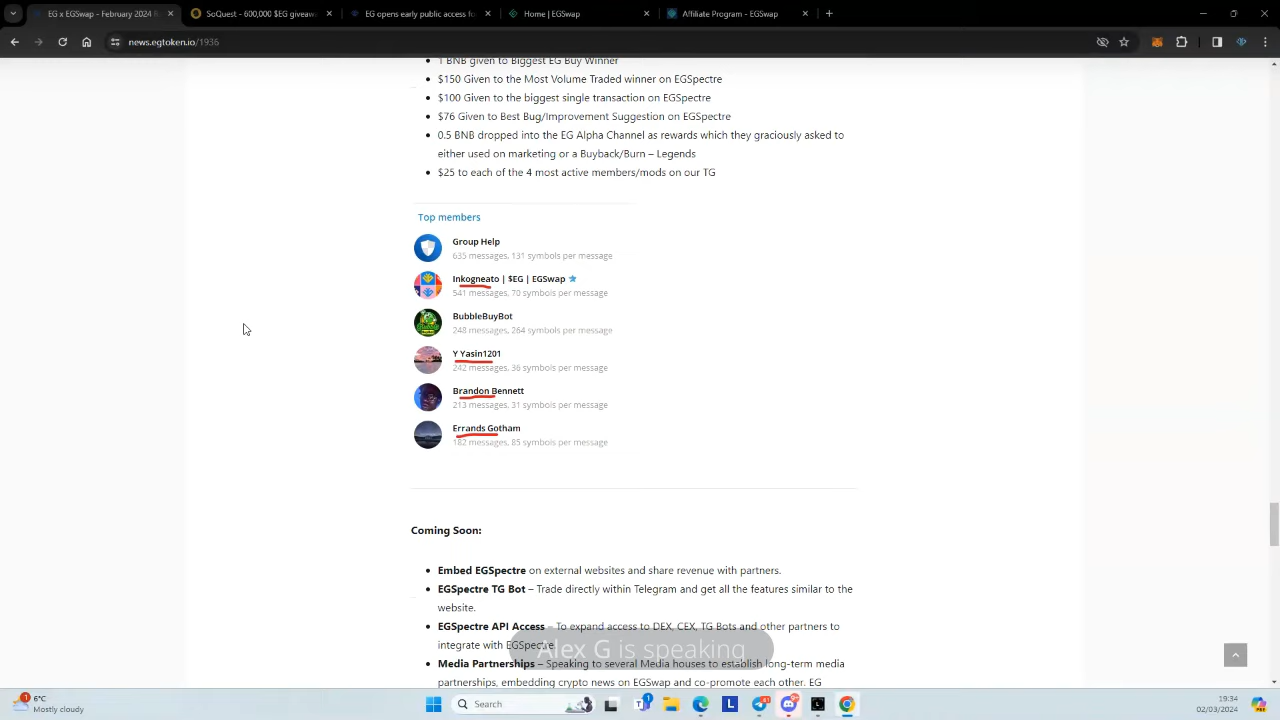 EG x EGSwap - February 2024 R
SoQuest - 600,000 $EG giveaw
EG opens early public access fo
Home | EGSwap
Affiliate Program - EGSwap
news.egtoken.io/1936
1 BNB given to Biggest EG Buy Winner
$150 Given to the Most Volume Traded winner on EGSpectre
$100 Given to the biggest single transaction on EGSpectre
$76 Given to Best Bug/Improvement Suggestion on EGSpectre
0.5 BNB dropped into the EG Alpha Channel as rewards which they graciously asked to
either used on marketing or a Buyback/Burn – Legends
$25 to each of the 4 most active members/mods on our TG
Top members
Group Help
635 messages, 131 symbols per message
Inkogneato | $EG | EGSwap
541 messages, 70 symbols per message
BubbleBuyBot
248 messages, 264 symbols per message
Y Yasin1201
242 messages, 36 symbols per message
Brandon Bennett
213 messages, 31 symbols per message
Errands Gotham
182 messages, 85 symbols per message
Coming Soon:
Embed EGSpectre on external websites and share revenue with partners.
EGSpectre TG Bot – Trade directly within Telegram and get all the features similar to the
website.
EGSpectre API Access – To expand access to DEX, CEX, TG Bots and other partners to
integrate with EGSpectre
Alex G is speaking
Media Partnerships – Speaking to several Media houses to establish long-term media
partnerships, embedding crypto news on EGSwap and co-promote each other. EG
1
6°C
Mostly cloudy
Search
1
81
9+
19:34
02/03/2024